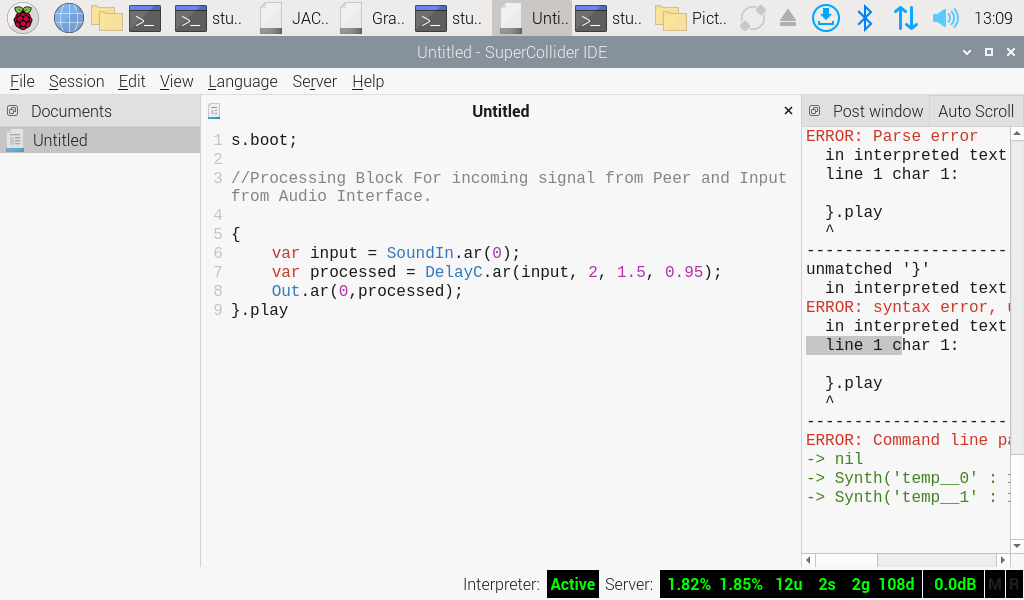 >_ >_ stu.. JAC.. Gra.. >_ stu.. Unti.. >_ stu.. Pict.. 13:09
Untitled - SuperCollider IDE
File Session Edit View Language Server Help
Documents
Untitled
Untitled
1 s.boot;
2
3 //Processing Block For incoming signal from Peer and Input
from Audio Interface.
4
5 {
6 var input = SoundIn.ar(0);
7 var processed = DelayC.ar(input, 2, 1.5, 0.95);
8 Out.ar(0,processed);
9 }.play
Post window Auto Scroll
ERROR: Parse error
in interpreted text
line 1 char 1:
}.play
^
---------------------
unmatched '}'
in interpreted text
ERROR: syntax error,
in interpreted text
line 1 char 1:
}.play
^
---------------------
ERROR: Command line
-> nil
-> Synth('temp__0' :
-> Synth('temp__1' :
Interpreter: Active Server: 1.82% 1.85% 12u 2s 2g 108d 0.0dB M R